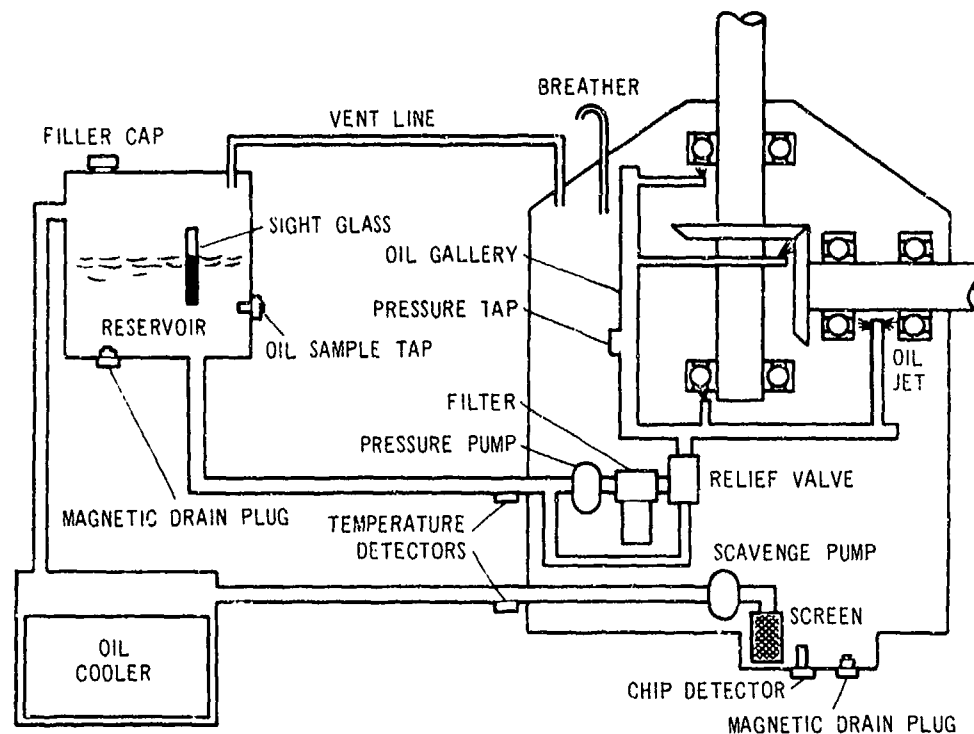 BREATHER
VENT LINE
FILLER CAP
SIGHT GLASS
OIL GALLERY
PRESSURE TAP
RESERVOIR
OIL SAMPLE TAP
OIL
JET
FILTER
PRESSURE PUMP
RELIEF VALVE
MAGNETIC DRAIN PLUG
TEMPERATURE
DETECTORS
SCAVENGE PUMP
SCREEN
OIL
COOLER
CHIP DETECTOR
MAGNETIC DRAIN PLUG